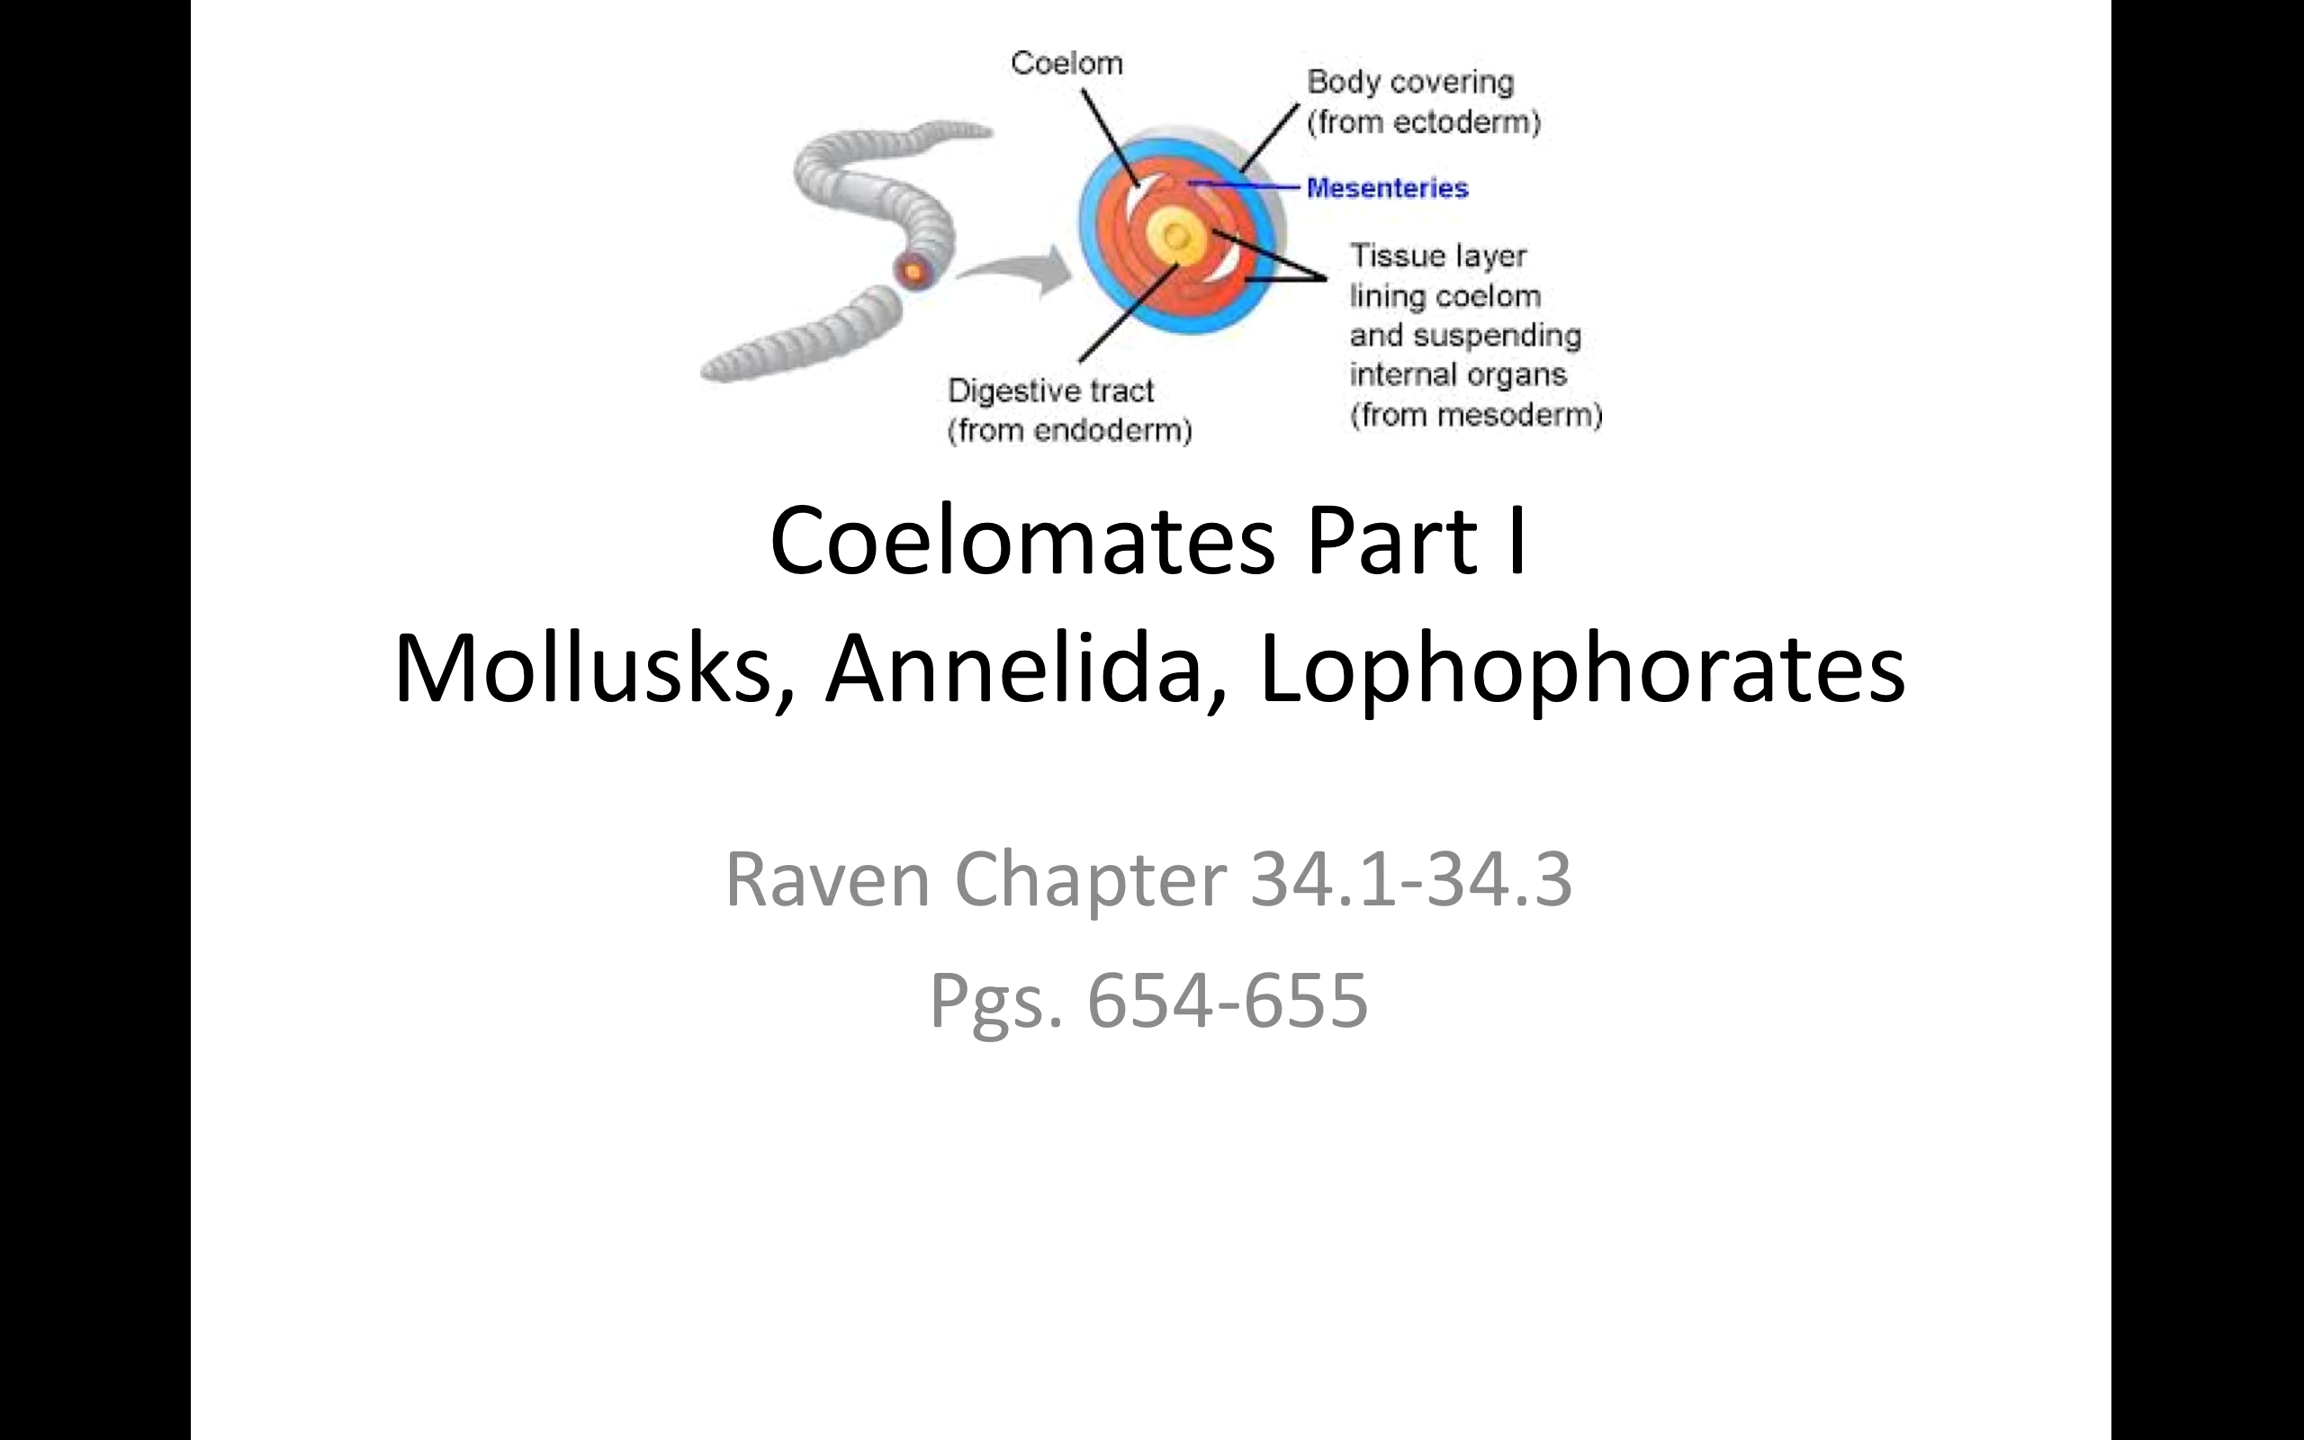 Coelom
Body covering
(from ectoderm)
Mesenteries
Tissue layer
lining coelom
and suspending
internal organs
(from mesoderm)
Digestive tract
(from endoderm)
Coelomates Part I
Mollusks, Annelida, Lophophorates
Raven Chapter 34.1-34.3
Pgs. 654-655